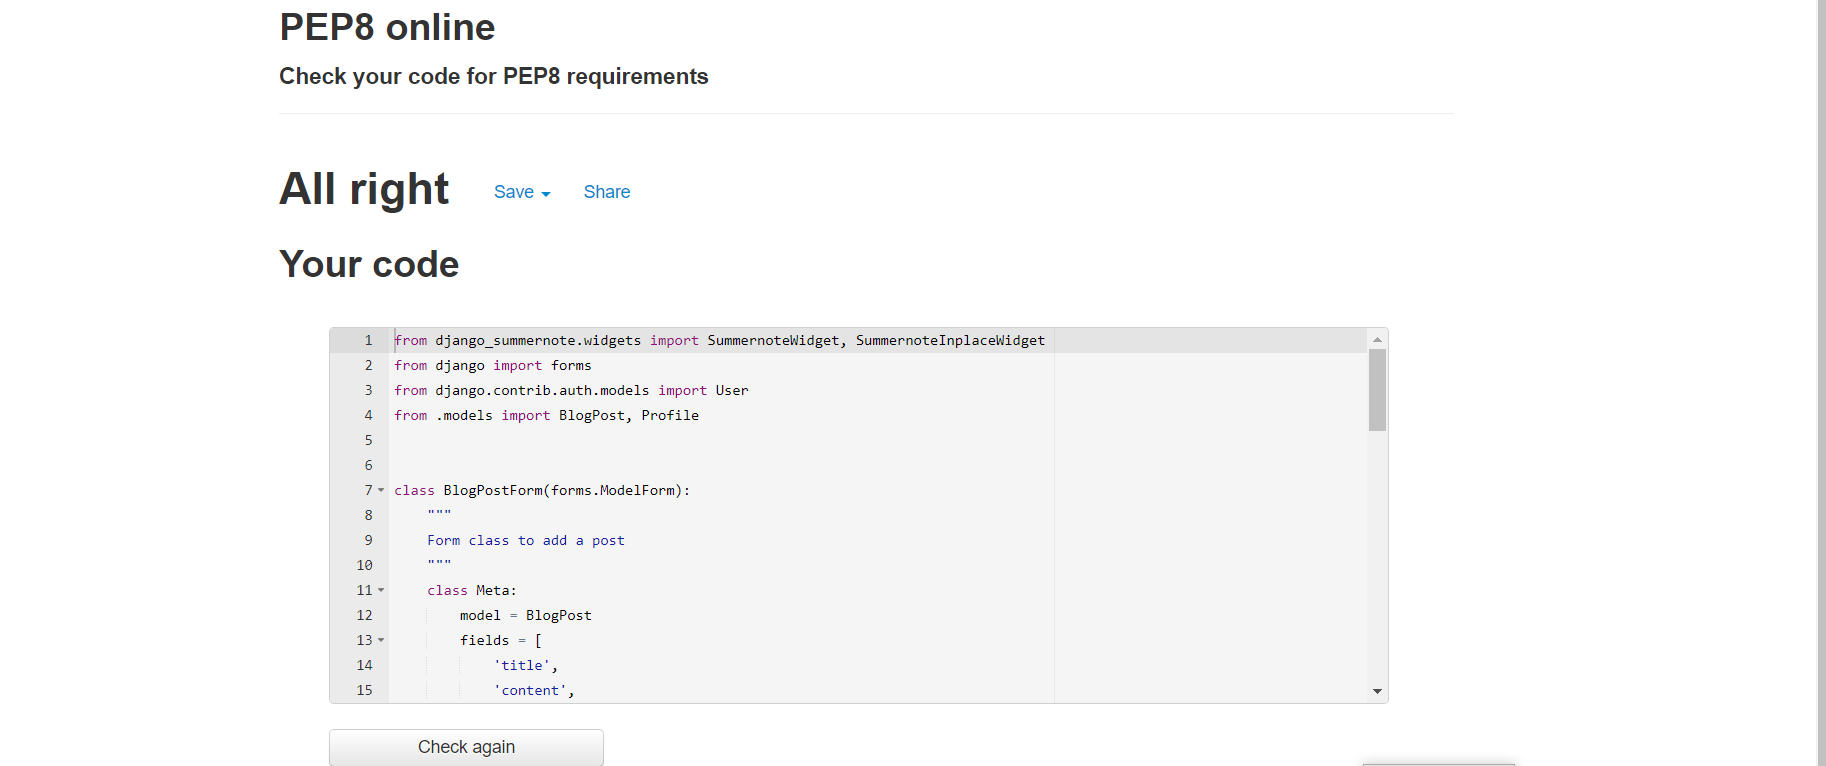 PEP8 online
Check your code for PEP8 requirements
All right Save Share
Your code
1 from django_summernote.widgets import SummernoteWidget, SummernoteInplaceWidget
2 from django import forms
3 from django.contrib.auth.models import User
4 from .models import BlogPost, Profile
5
6
7 class BlogPostForm(forms.ModelForm):
8     """
9     Form class to add a post
10     """
11     class Meta:
12         model = BlogPost
13         fields = [
14             'title',
15             'content',
Check again